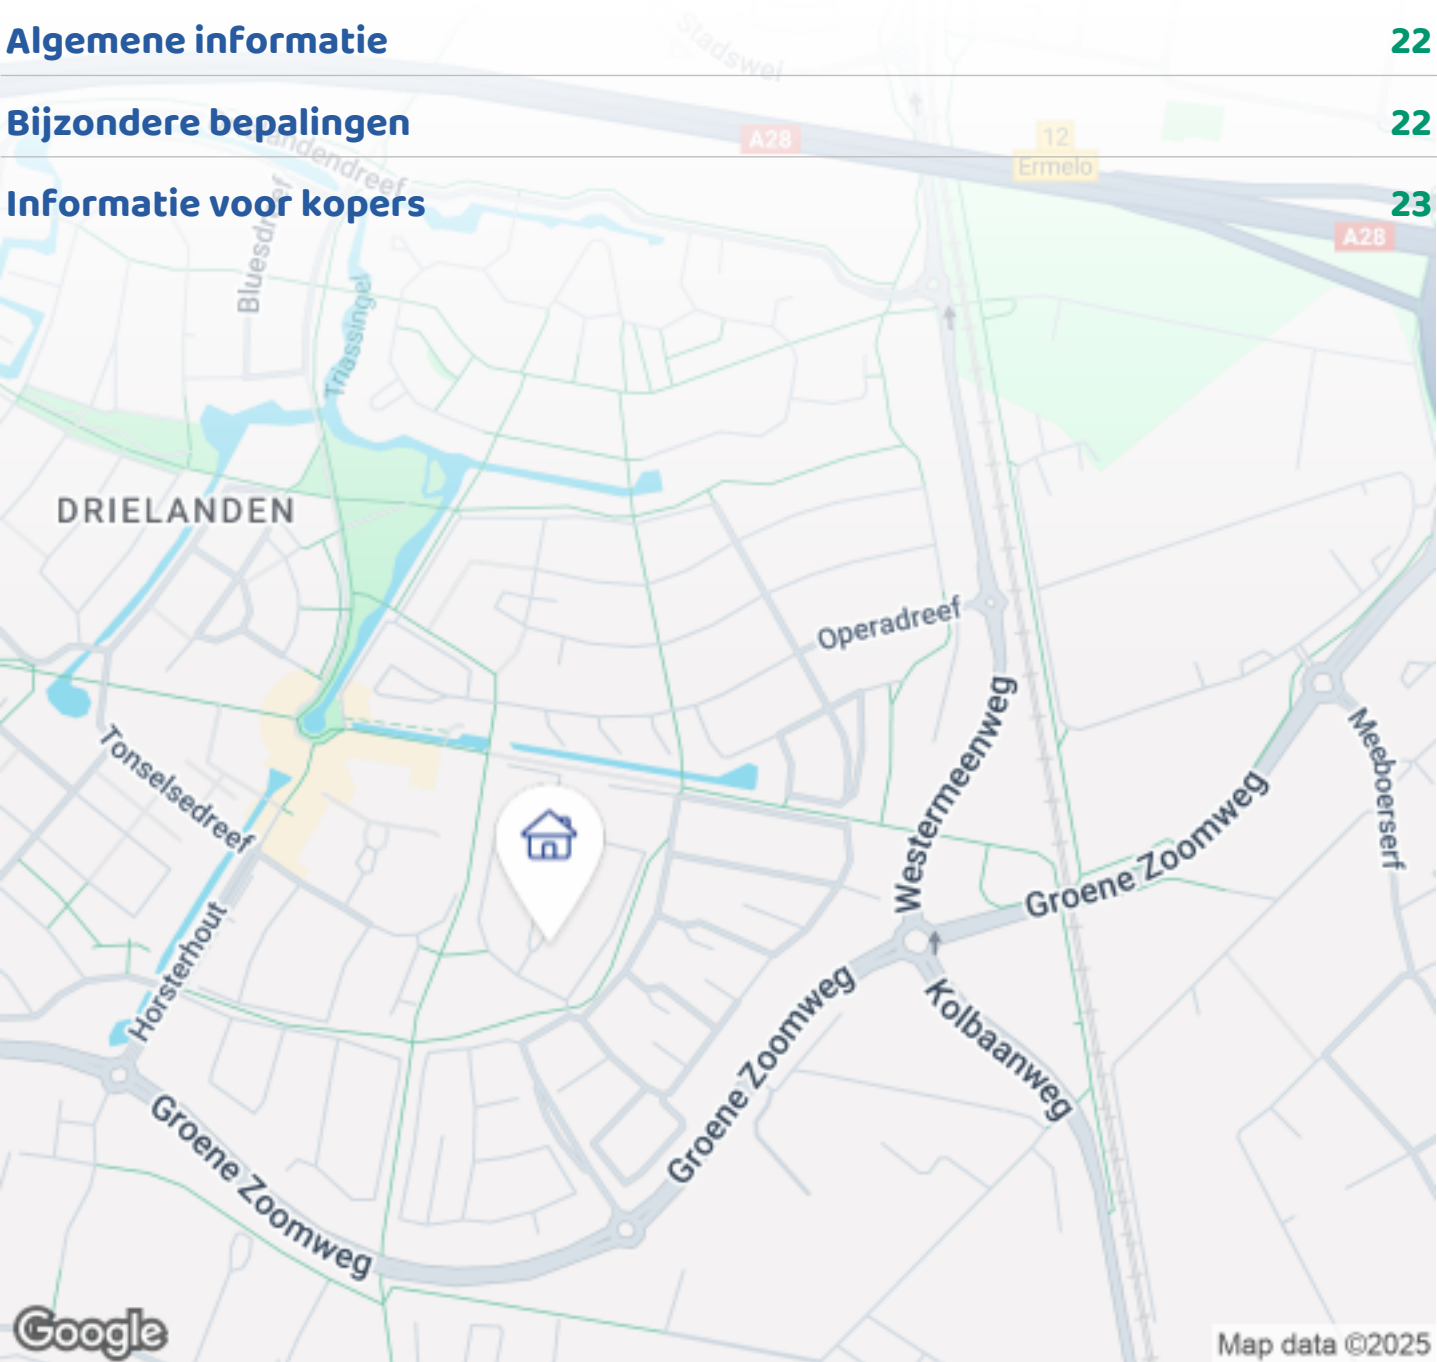 Algemene informatie 22
Bijzondere bepalingen 22
Informatie voor kopers 23
Stadswei
A28
12
Ermelo
A28
Bluesdreef
Triassingel
DRIELANDEN
Operadreef
Westermeenweg
Meeboerserf
Tonselsedreef
Groene Zoomweg
Horsterhout
Groene Zoomweg
Kolbaanweg
Groene Zoomweg
Google
Map data ©2025